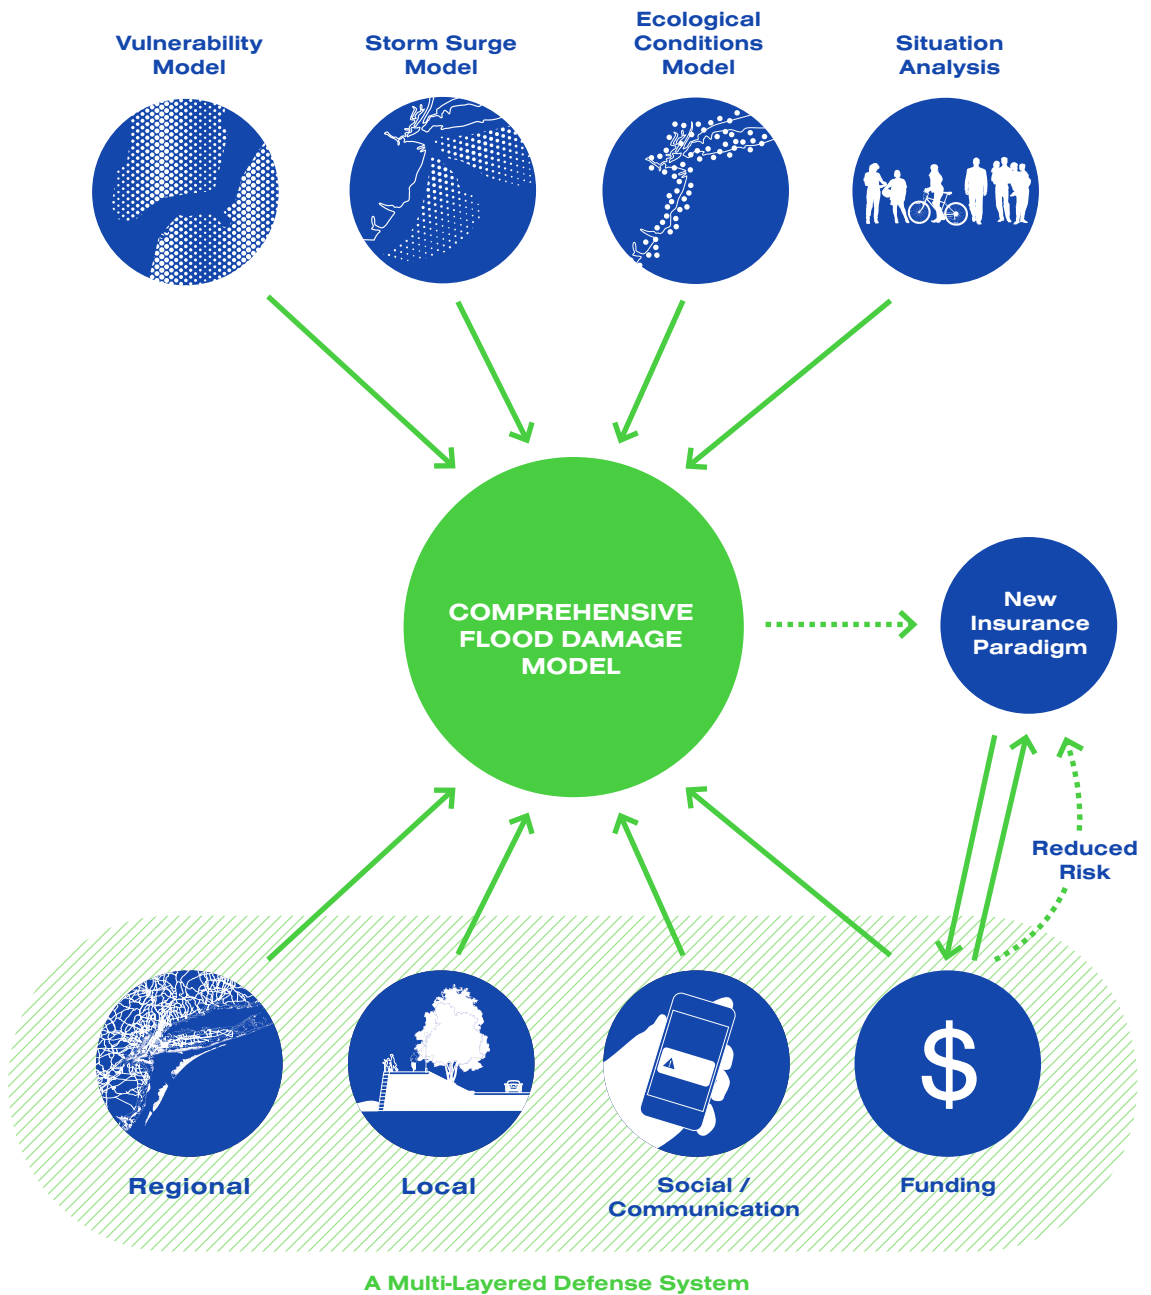 Vulnerability
Model
Storm Surge
Model
Ecological
Conditions
Model
Situation
Analysis
COMPREHENSIVE
FLOOD DAMAGE
MODEL
New
Insurance
Paradigm
Reduced
Risk
$
Regional
Local
Social /
Communication
Funding
A Multi-Layered Defense System